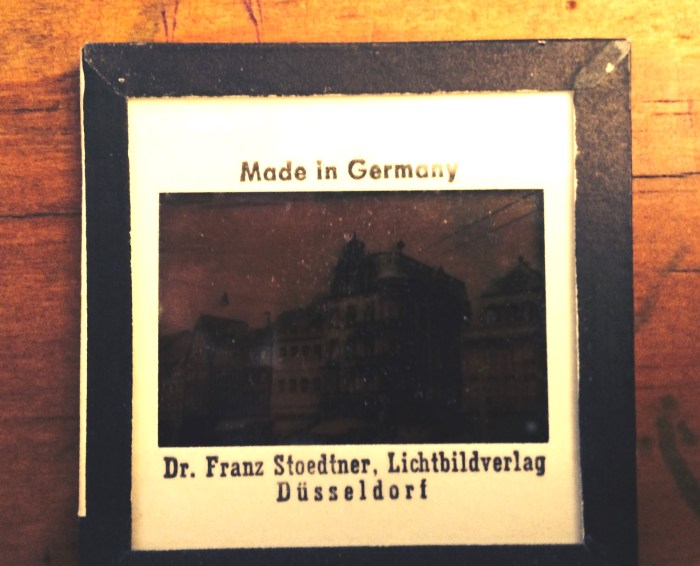 Made in Germany
Dr. Franz Stoedtner, Lichtbildverlag
Düsseldorf